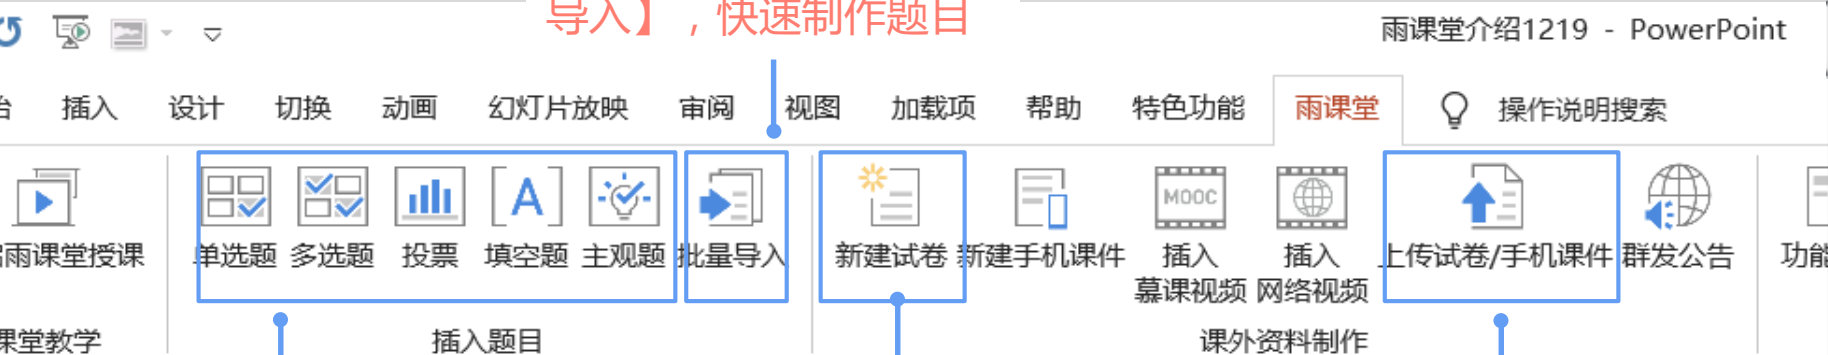 导入】，快速制作题目
雨课堂介绍1219 - PowerPoint
插入 设计 切换 动画 幻灯片放映 审阅 视图 加载项 帮助 特色功能 雨课堂 操作说明搜索
A
MOOC
雨课堂授课 单选题 多选题 投票 填空题 主观题 批量导入 新建试卷 新建手机课件 插入 插入 上传试卷/手机课件 群发公告 功能
慕课视频 网络视频
课堂教学 插入题目 课外资料制作